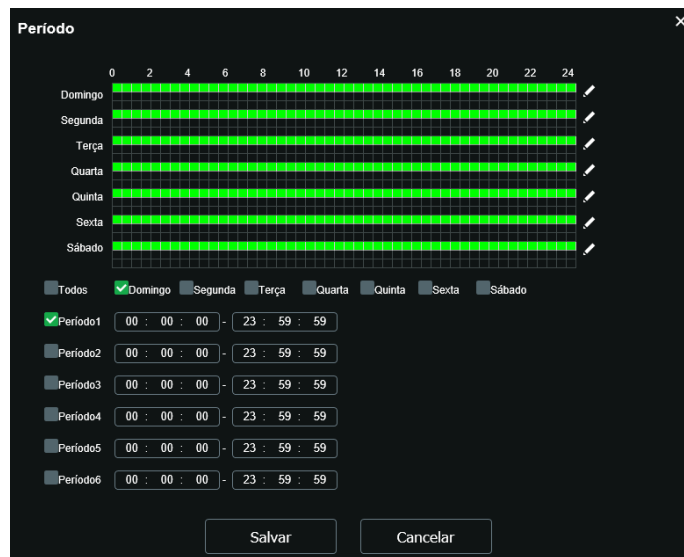 Período
0 2 4 6 8 10 12 14 16 18 20 22 24
Domingo
Segunda
Terça
Quarta
Quinta
Sexta
Sábado
Todos Domingo Segunda Terça Quarta Quinta Sexta Sábado
Período1 00 : 00 : 00 - 23 : 59 : 59
Período2 00 : 00 : 00 - 23 : 59 : 59
Período3 00 : 00 : 00 - 23 : 59 : 59
Período4 00 : 00 : 00 - 23 : 59 : 59
Período5 00 : 00 : 00 - 23 : 59 : 59
Período6 00 : 00 : 00 - 23 : 59 : 59
Salvar Cancelar